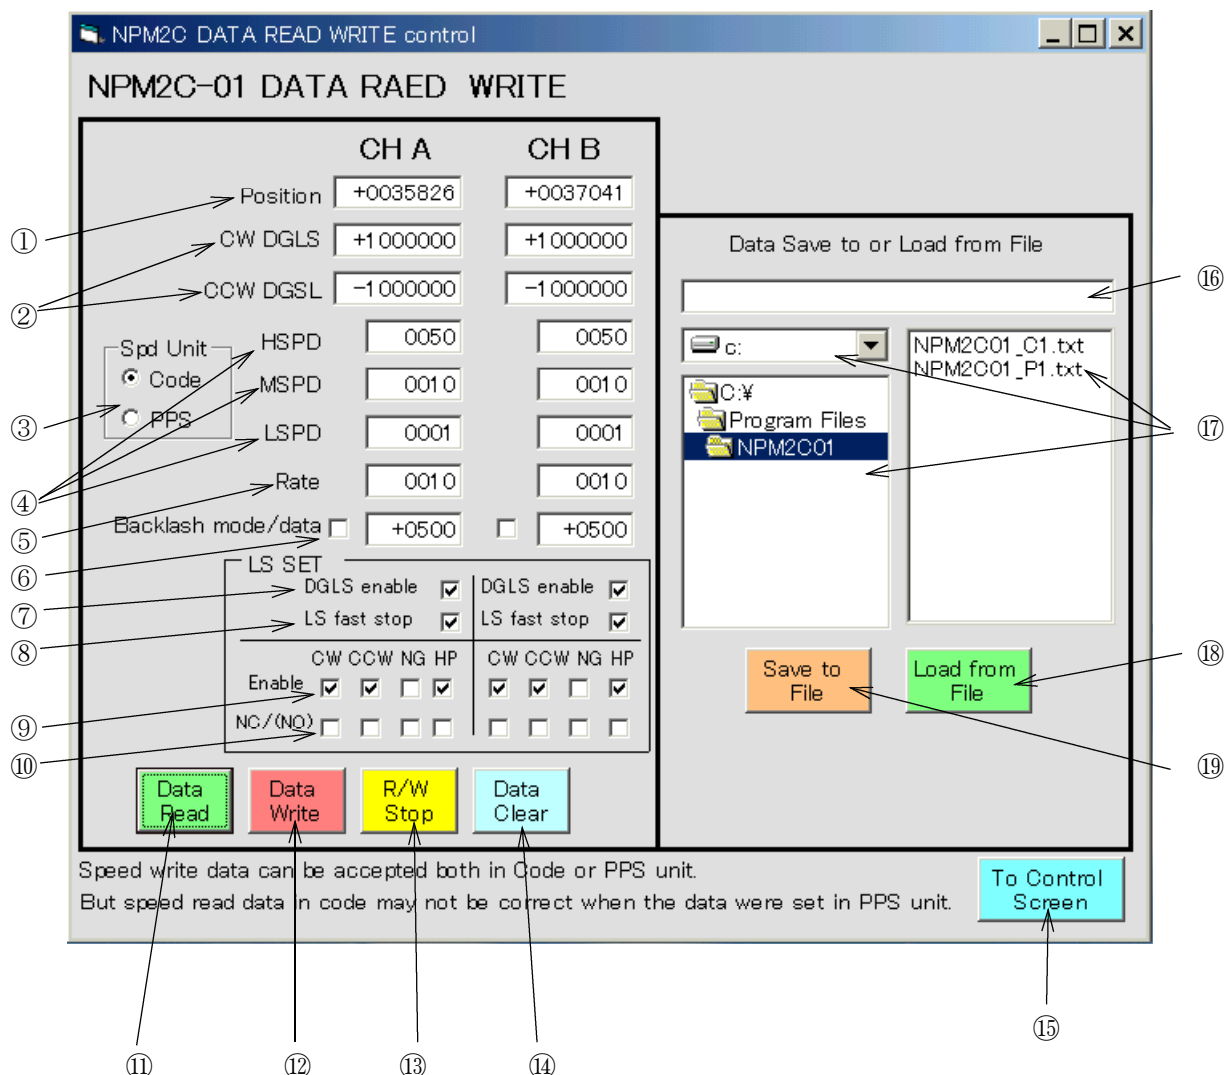 NPM2C DATA READ WRITE control
NPM2C-01 DATA RAED WRITE
CH A CH B
Position +0035826 +0037041
① CW DGLS +1000000 +1000000
② CCW DGSL -1000000 -1000000
HSPD 0050 0050
Spd Unit
Code
MSPD 0010 0010
③ PPS
LSPD 0001 0001
④ Rate 0010 0010
⑤ Backlash mode/data +0500 +0500
⑥ LS SET
⑦ DGLS enable DGLS enable
⑧ LS fast stop LS fast stop
CW CCW NG HP CW CCW NG HP
Enable
⑨ NC/(NO)
⑩
Data Read
Data Write
R/W Stop
Data Clear
Data Save to or Load from File
⑯
c:
NPM2C01_C1.txt
NPM2C01_P1.txt
C:¥
Program Files
NPM2C01
⑰
Save to
File
Load from
File
⑱
⑲
Speed write data can be accepted both in Code or PPS unit.
But speed read data in code may not be correct when the data were set in PPS unit.
To Control
Screen
⑪ ⑫ ⑬ ⑭ ⑮